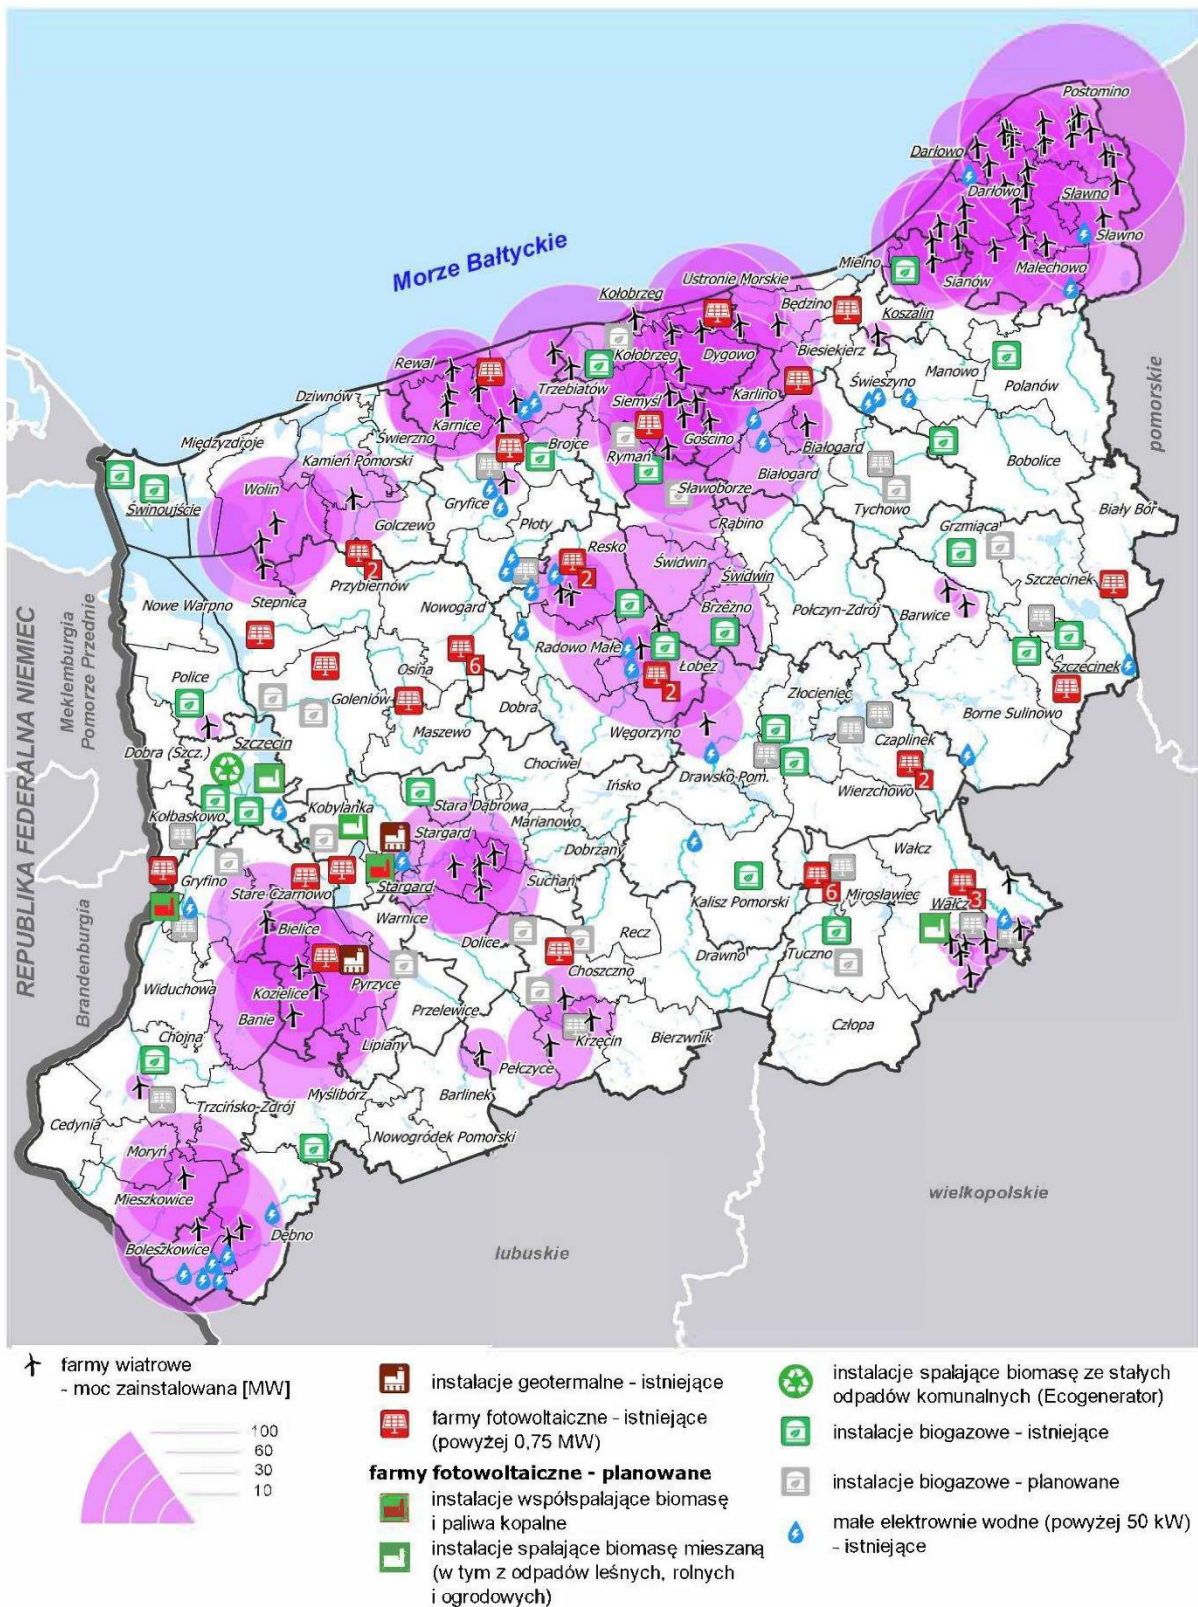 Postomino
Darłowo
Darłowo
Sławno
Sławno
Malechowo
Sianów
Mielno
Morze Bałtyckie
Ustronie Morskie
Kołobrzeg
Będzino
Koszalin
Kołobrzeg
Dygowo
Biesiekierz
Rewal
Trzebiatów
Manowo
Polanów
Świeszyno
Dziwnów
Siemyśl
Karlino
Karnice
Gościno
Białogard
Świerzno
Międzyzdroje
Brojce
Rymań
Białogard
Bobolice
Kamień Pomorski
Wolin
Sławoborze
Gryfice
Tychowo
Świnoujście
Golczewo
Płoty
Rąbino
Grzmiąca
Biały Bór
pomorskie
Resko
Świdwin
Świdwin
2
Przybiernów
2
Szczecinek
Nowe Warpno
Stepnica
Nowogard
Brzeżno
Połczyn-Zdrój
Barwice
REPUBLIKA FEDERALNA NIEMIEC
Meklemburgia
Pomorze Przednie
Radowo Małe
Osina
6
Łobez
Szczecinek
Police
Goleniów
2
Złocieniec
Dobra
Borne Sulinowo
Maszewo
Węgorzyno
Dobra (Szcz.)
Szczecin
Czaplinek
Chociwel
Drawsko Pom.
2
Ińsko
Wierzchowo
Kołbaskowo
Kobylanka
Stara Dąbrowa
Marianowo
Stargard
Dobrzany
Wałcz
Gryfino
Stare Czarnowo
Stargard
Suchań
Kalisz Pomorski
6
Mirosławiec
3
Wałcz
Brandenburgia
Warnice
Bielice
Dolice
Recz
Drawno
Tuczno
Choszczno
Widuchowa
Kozielice
Pyrzyce
Banie
Przelewice
Człopa
Chojna
Lipiany
Krzęcin
Bierzwnik
Pełczyce
Myślibórz
Barlinek
Trzcińsko-Zdrój
Cedynia
Nowogródek Pomorski
Moryń
Mieszkowice
wielkopolskie
Boleszkowice
Dębno
lubuskie
farmy wiatrowe
- moc zainstalowana [MW]
100
60
30
10
instalacje geotermalne - istniejące
farmy fotowoltaiczne - istniejące
(powyżej 0,75 MW)
farmy fotowoltaiczne - planowane
instalacje współspalające biomasę
i paliwa kopalne
instalacje spalające biomasę mieszaną
(w tym z odpadów leśnych, rolnych
i ogrodowych)
instalacje spalające biomasę ze stałych
odpadów komunalnych (Ecogenerator)
instalacje biogazowe - istniejące
instalacje biogazowe - planowane
małe elektrownie wodne (powyżej 50 kW)
- istniejące